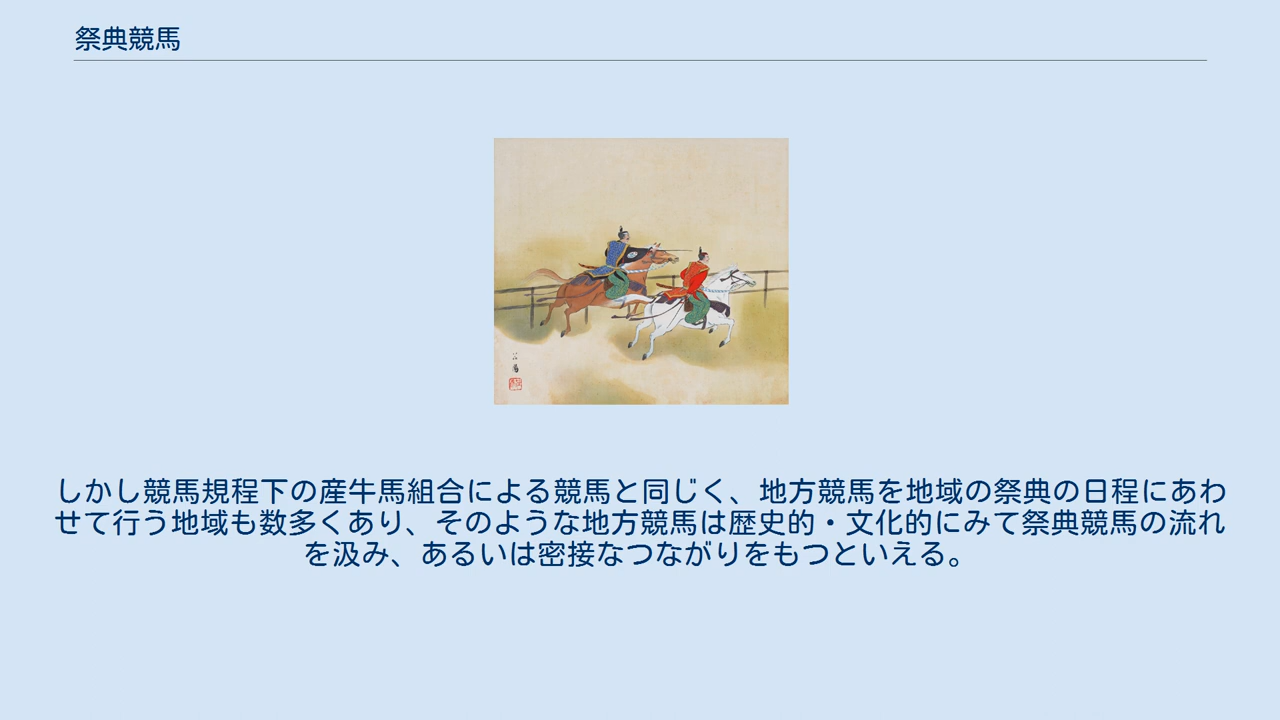 祭典競馬
しかし競馬規程下の産牛馬組合による競馬と同じく、地方競馬を地域の祭典の日程にあわ
せて行う地域も数多くあり、そのような地方競馬は歴史的・文化的にみて祭典競馬の流れ
を汲み、あるいは密接なつながりをもつといえる。